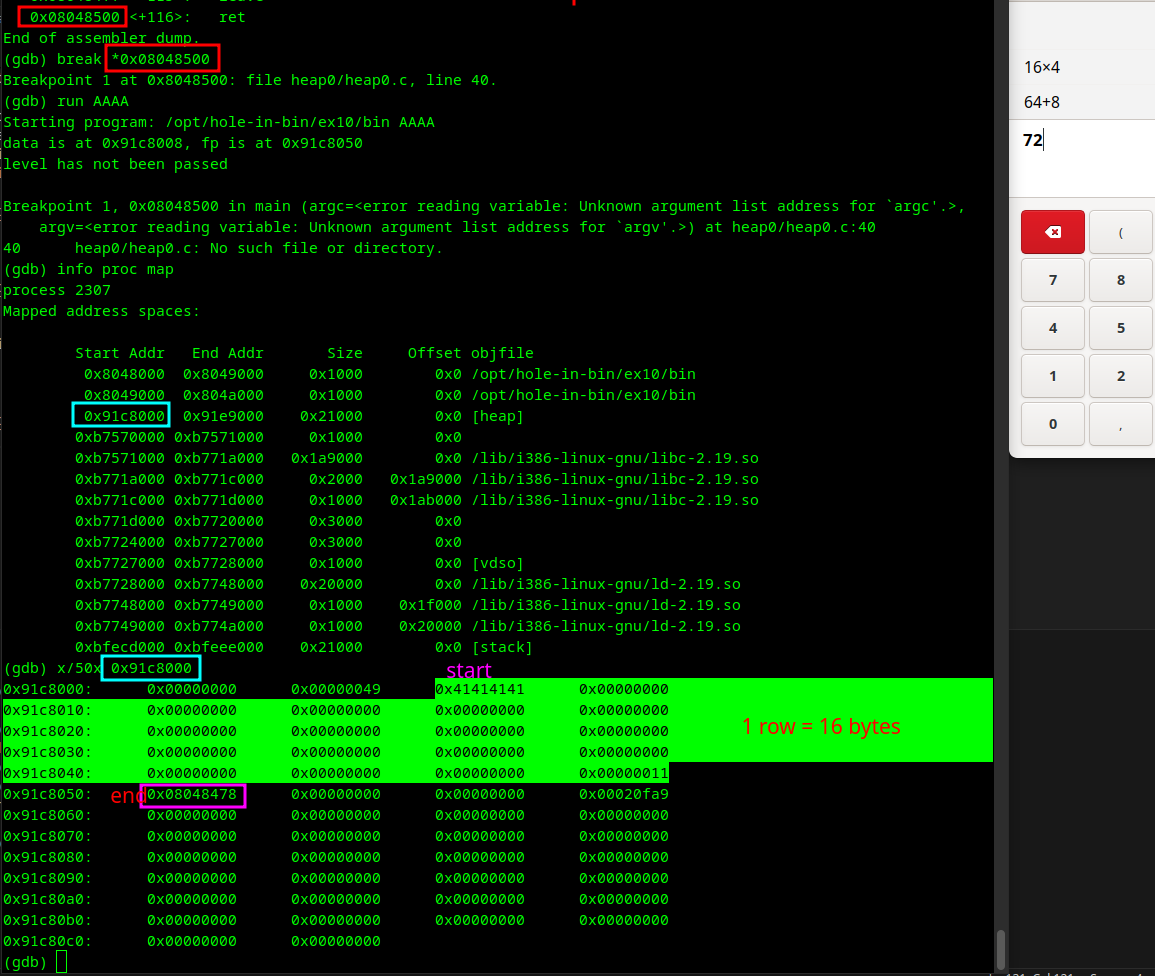 0x08048500 <+116>: ret
End of assembler dump.
(gdb) break *0x08048500
Breakpoint 1 at 0x8048500: file heap0/heap0.c, line 40.
(gdb) run AAAA
Starting program: /opt/hole-in-bin/ex10/bin AAAA
data is at 0x91c8008, fp is at 0x91c8050
level has not been passed
Breakpoint 1, 0x08048500 in main (argc=<error reading variable: Unknown argument list address for `argc'.>,
argv=<error reading variable: Unknown argument list address for `argv'.>) at heap0/heap0.c:40
40 heap0/heap0.c: No such file or directory.
(gdb) info proc map
process 2307
Mapped address spaces:
Start Addr End Addr Size Offset objfile
0x8048000 0x8049000 0x1000 0x0 /opt/hole-in-bin/ex10/bin
0x8049000 0x804a000 0x1000 0x0 /opt/hole-in-bin/ex10/bin
0x91c8000 0x91e9000 0x21000 0x0 [heap]
0xb7570000 0xb7571000 0x1000 0x0
0xb7571000 0xb771a000 0x1a9000 0x0 /lib/i386-linux-gnu/libc-2.19.so
0xb771a000 0xb771c000 0x2000 0x1a9000 /lib/i386-linux-gnu/libc-2.19.so
0xb771c000 0xb771d000 0x1000 0x1ab000 /lib/i386-linux-gnu/libc-2.19.so
0xb771d000 0xb7720000 0x3000 0x0
0xb7724000 0xb7727000 0x3000 0x0
0xb7727000 0xb7728000 0x1000 0x0 [vdso]
0xb7728000 0xb7748000 0x20000 0x0 /lib/i386-linux-gnu/ld-2.19.so
0xb7748000 0xb7749000 0x1000 0x1f000 /lib/i386-linux-gnu/ld-2.19.so
0xb7749000 0xb774a000 0x1000 0x20000 /lib/i386-linux-gnu/ld-2.19.so
0xbfecd000 0xbfeee000 0x21000 0x0 [stack]
(gdb) x/50x 0x91c8000
start
0x91c8000: 0x00000000 0x00000049 0x41414141 0x00000000
0x91c8010: 0x00000000 0x00000000 0x00000000 0x00000000
0x91c8020: 0x00000000 0x00000000 0x00000000 0x00000000
1 row = 16 bytes
0x91c8030: 0x00000000 0x00000000 0x00000000 0x00000000
0x91c8040: 0x00000000 0x00000000 0x00000000 0x00000011
0x91c8050: end 0x08048478 0x00000000 0x00000000 0x00020fa9
0x91c8060: 0x00000000 0x00000000 0x00000000 0x00000000
0x91c8070: 0x00000000 0x00000000 0x00000000 0x00000000
0x91c8080: 0x00000000 0x00000000 0x00000000 0x00000000
0x91c8090: 0x00000000 0x00000000 0x00000000 0x00000000
0x91c80a0: 0x00000000 0x00000000 0x00000000 0x00000000
0x91c80b0: 0x00000000 0x00000000 0x00000000 0x00000000
0x91c80c0: 0x00000000 0x00000000
(gdb)
16×4
64+8
72
(
7 8
4 5
1 2
0 ,